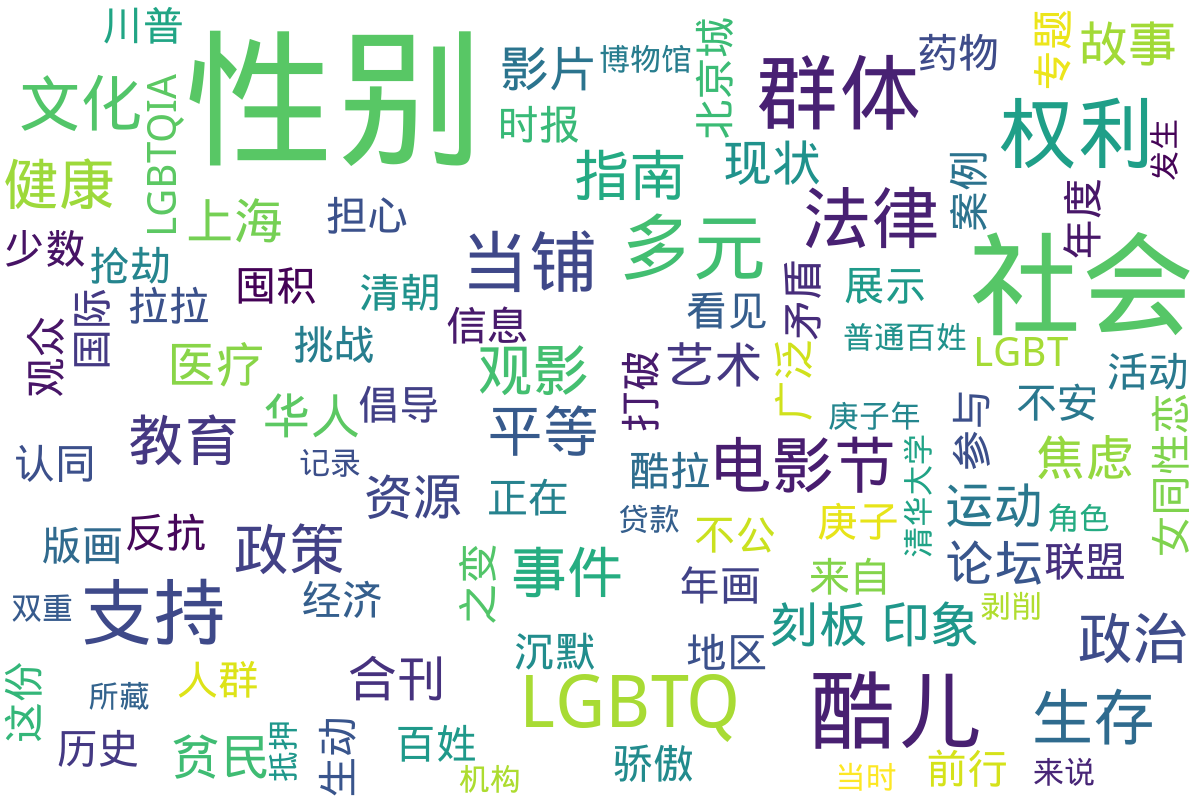 川普
性别
影片
博物馆
北京城
群体
药物
专题
故事
文化
LGBTQIA
时报
权利
发生
健康
指南
现状
案例
年度
上海
担心
多元
法律
少数
抢劫
当铺
社会
囤积
清朝
矛盾
展示
国际
拉拉
信息
看见
普通百姓
观众
医疗
挑战
观影
打破
艺术
广泛
LGBT
活动
华人
倡导
平等
庚子年
参与
不安
女同性恋
教育
认同
记录
资源
正在
酷拉
电影节
清华大学
焦虑
运动
角色
版画
反抗
政策
贷款
不公
庚子
论坛
联盟
之变
事件
年画
来自
双重
支持
经济
剥削
刻板 印象
沉默
地区
政治
这份
所藏
人群
合刊
LGBTQ
酷儿
生存
历史
贫民
抵押
生动
百姓
机构
骄傲
当时
前行
来说